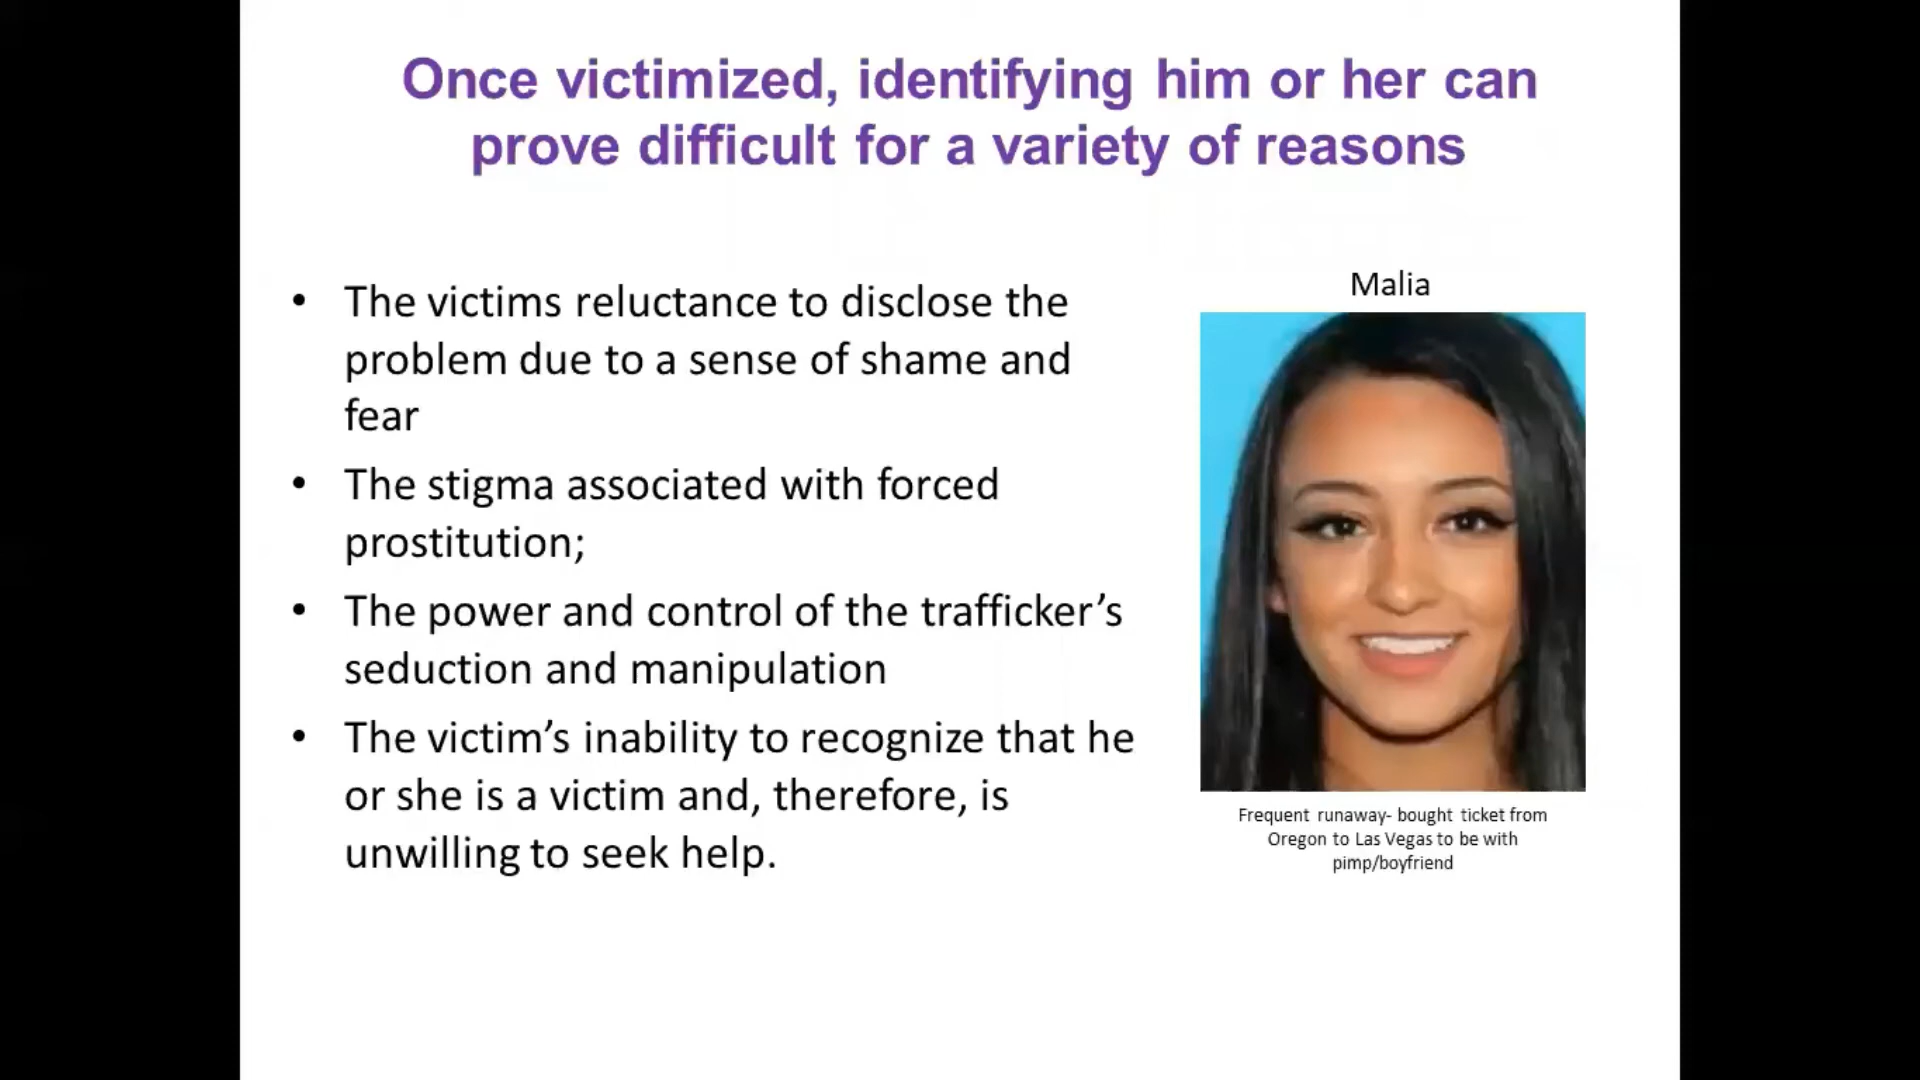 Once victimized, identifying him or her can
prove difficult for a variety of reasons
• The victims reluctance to disclose the
problem due to a sense of shame and
fear
• The stigma associated with forced
prostitution;
• The power and control of the trafficker’s
seduction and manipulation
• The victim’s inability to recognize that he
or she is a victim and, therefore, is
unwilling to seek help.
Malia
Frequent runaway- bought ticket from
Oregon to Las Vegas to be with
pimp/boyfriend